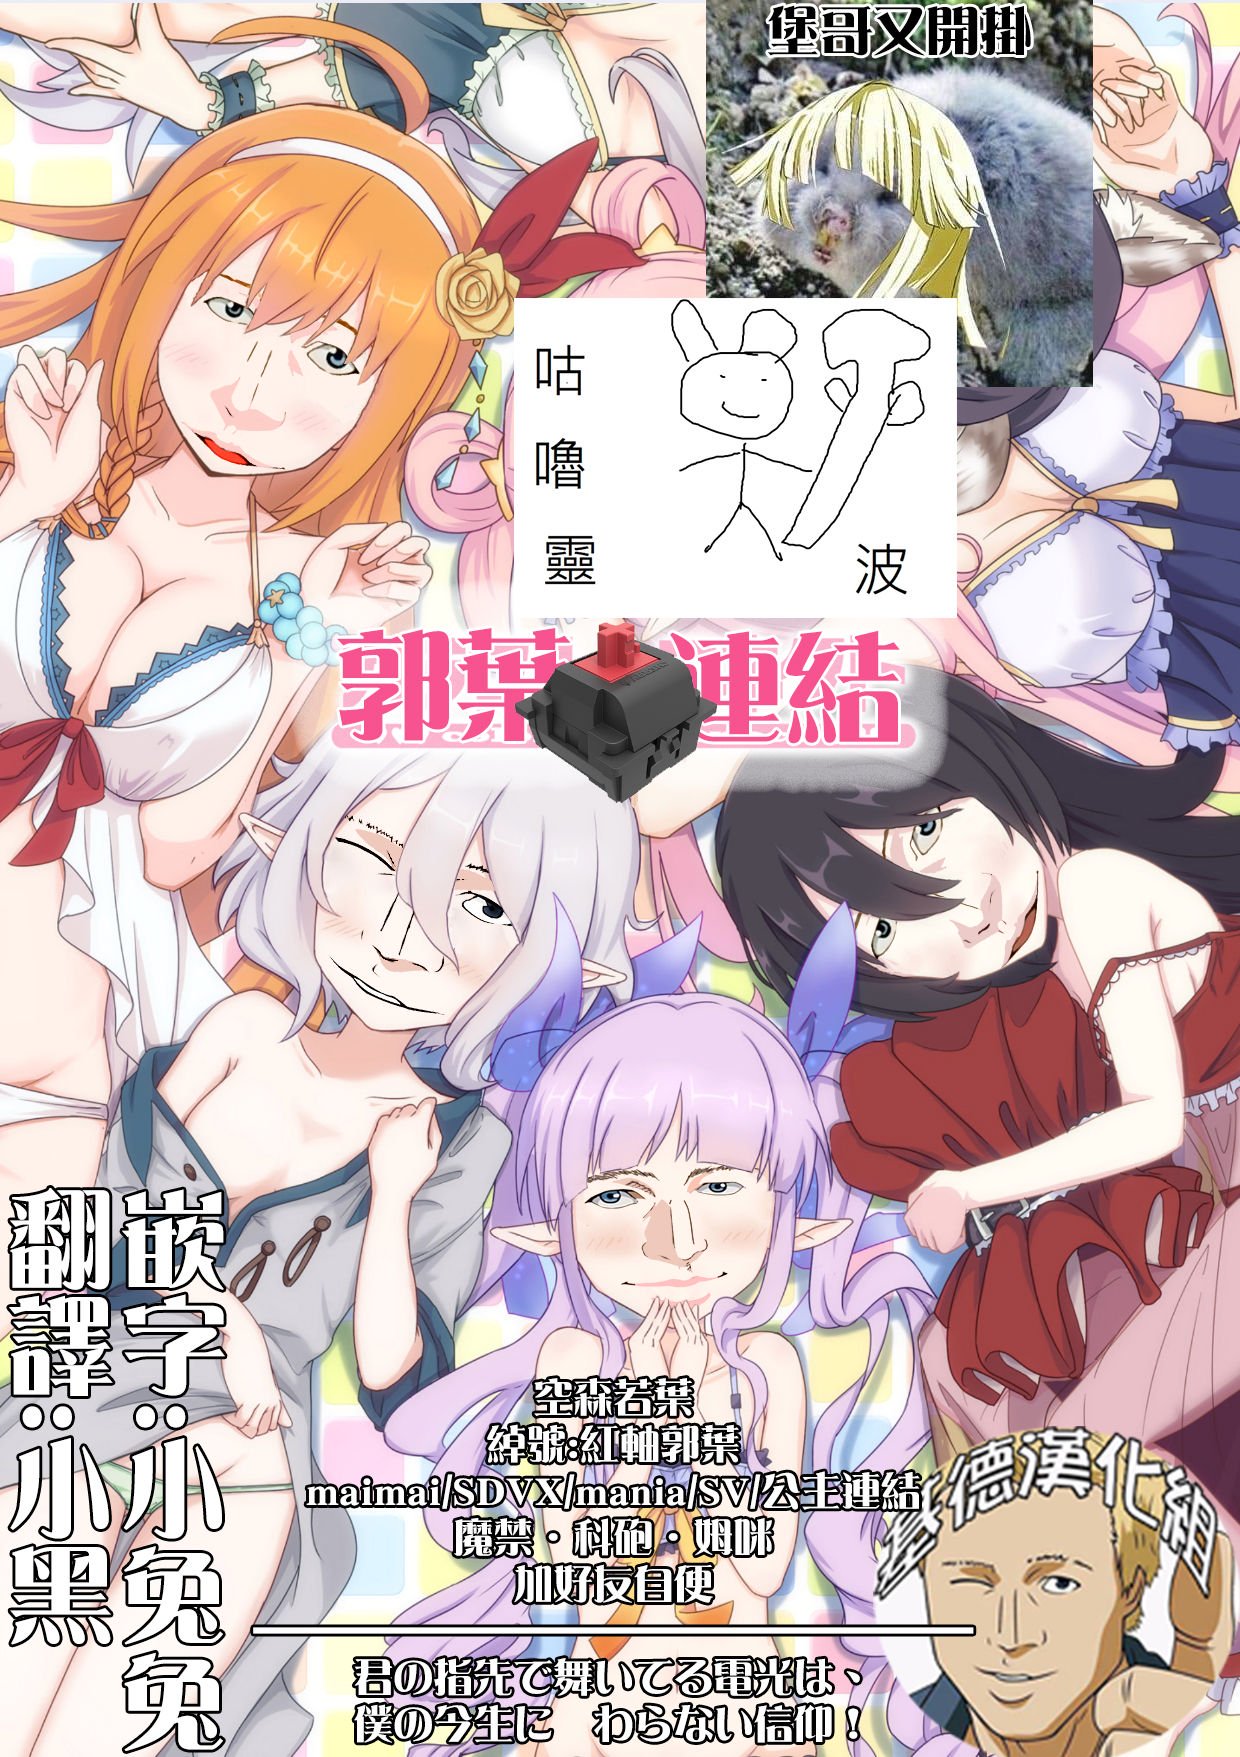 堡哥又開掛
咕嚕靈
波
郭葉 連結
嵌字:小兔兔
翻譯:小黑
空森若葉
綽號:紅軸郭葉
maimai/SDVX/mania/SV/公主連結
魔禁・科砲・姆咪
加好友自便
君の指先で舞いてる電光は、
僕の今生に　わらない信仰！
德漢化組